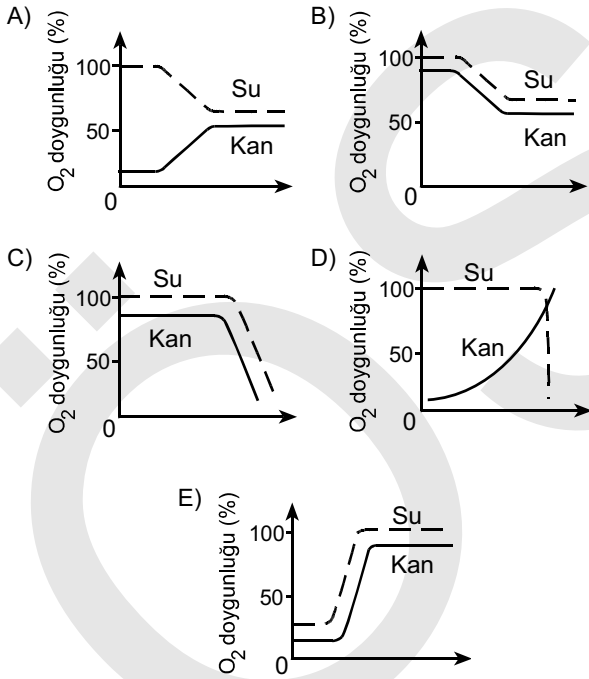 A)
O2 doygunluğu (%)
100
50
0
Su
Kan
B)
O2 doygunluğu (%)
100
50
0
Su
Kan
C)
O2 doygunluğu (%)
100
50
0
Su
Kan
D)
O2 doygunluğu (%)
100
50
0
Su
Kan
E)
O2 doygunluğu (%)
100
50
0
Su
Kan